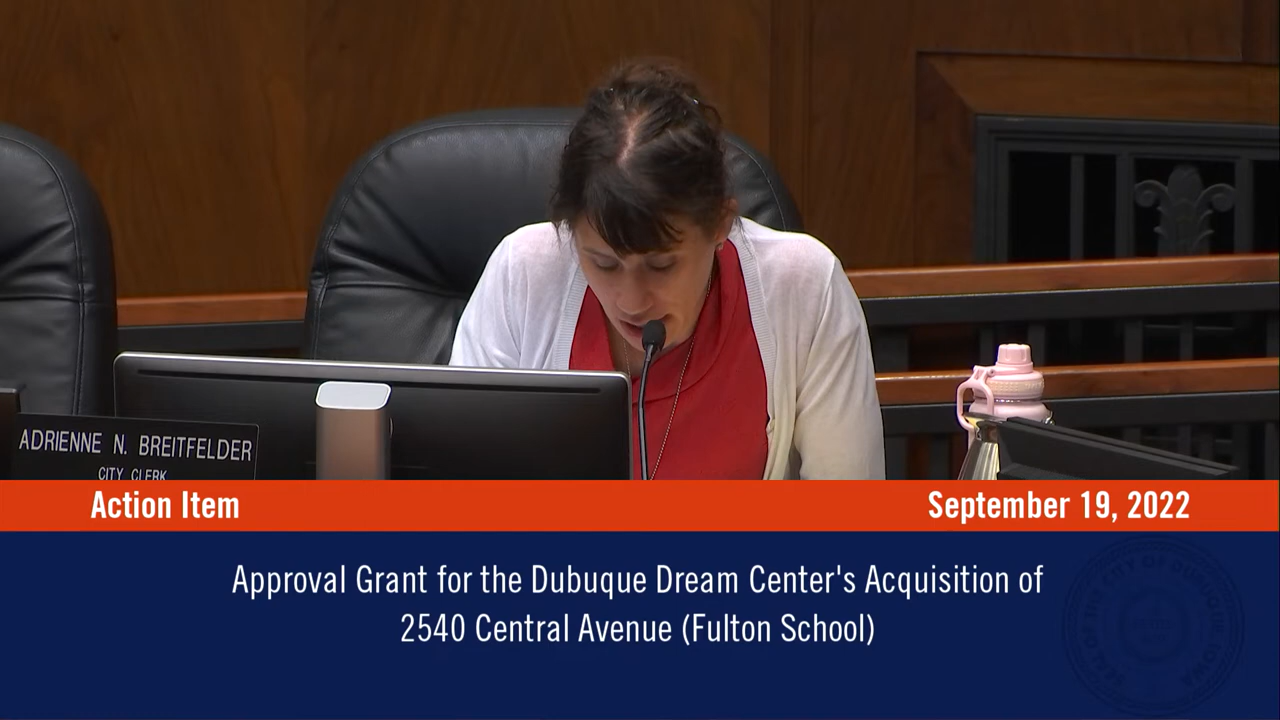 ADRIENNE N. BREITFELDER
CITY CLERK
Action Item
September 19, 2022
Approval Grant for the Dubuque Dream Center's Acquisition of
2540 Central Avenue (Fulton School)